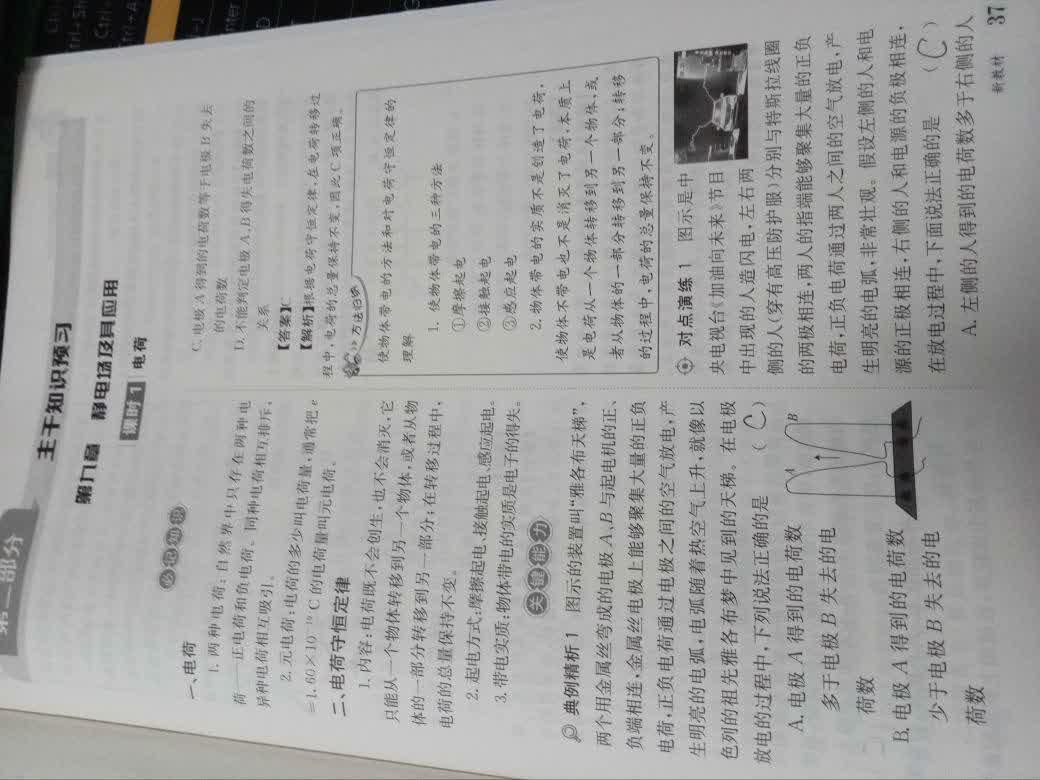 第二部分
主干知识预习
第九章 静电场及其应用
课时1 电荷
必记知识
一、电荷
1. 两种电荷:自然界中只存在两种电
荷——正电荷和负电荷。同种电荷相互排斥,
异种电荷相互吸引。
2. 元电荷:电荷的多少叫电荷量,通常把e
=1.60×10⁻¹⁹ C的电荷量叫元电荷。
二、电荷守恒定律
1. 内容:电荷既不会创生,也不会消灭,它
只能从一个物体转移到另一个物体,或者从物
体的一部分转移到另一部分;在转移过程中,
电荷的总量保持不变。
2. 起电方式:摩擦起电、接触起电、感应起电。
3. 带电实质:物体带电的实质是电子的得失。
关键能力
典例精析1 图示的装置叫“雅各布天梯”,
两个用金属丝弯成的电极A、B与起电机的正、
负端相连,金属丝电极上能够聚集大量的正负
电荷,正负电荷通过电极之间的空气放电,产
生明亮的电弧,电弧随着热空气上升,就像以
色列的祖先雅各布梦中见到的天梯。在电极
放电的过程中,下列说法正确的是 (C)
A. 电极A得到的电荷数
多于电极B失去的电
荷数
B. 电极A得到的电荷数
少于电极B失去的电
荷数
A
B
C. 电极A得到的电荷数等于电极B失去
的电荷数
D. 不能判定电极A、B得失电荷数之间的
关系
【答案】C
【解析】根据电荷守恒定律,在电荷转移过
程中,电荷的总量保持不变,因此C项正确。
方法归纳
使物体带电的方法和对电荷守恒定律的
理解
1. 使物体带电的三种方法
①摩擦起电
②接触起电
③感应起电
2. 物体带电的实质不是创造了电荷,
使物体不带电也不是消灭了电荷,本质上
是电荷从一个物体转移到另一个物体,或
者从物体的一部分转移到另一部分;转移
的过程中,电荷的总量保持不变。
对点演练1 图示是中
央电视台《加油向未来》节目
中出现的人造闪电,左右两
侧的人(穿有高压防护服)分别与特斯拉线圈
的两极相连,两人的指端能够聚集大量的正负
电荷,正负电荷通过两人之间的空气放电,产
生明亮的电弧,非常壮观。假设左侧的人和电
源的正极相连,右侧的人和电源的负极相连,
在放电过程中,下面说法正确的是 (C)
A. 左侧的人得到的电荷数多于右侧的人
新教材 37